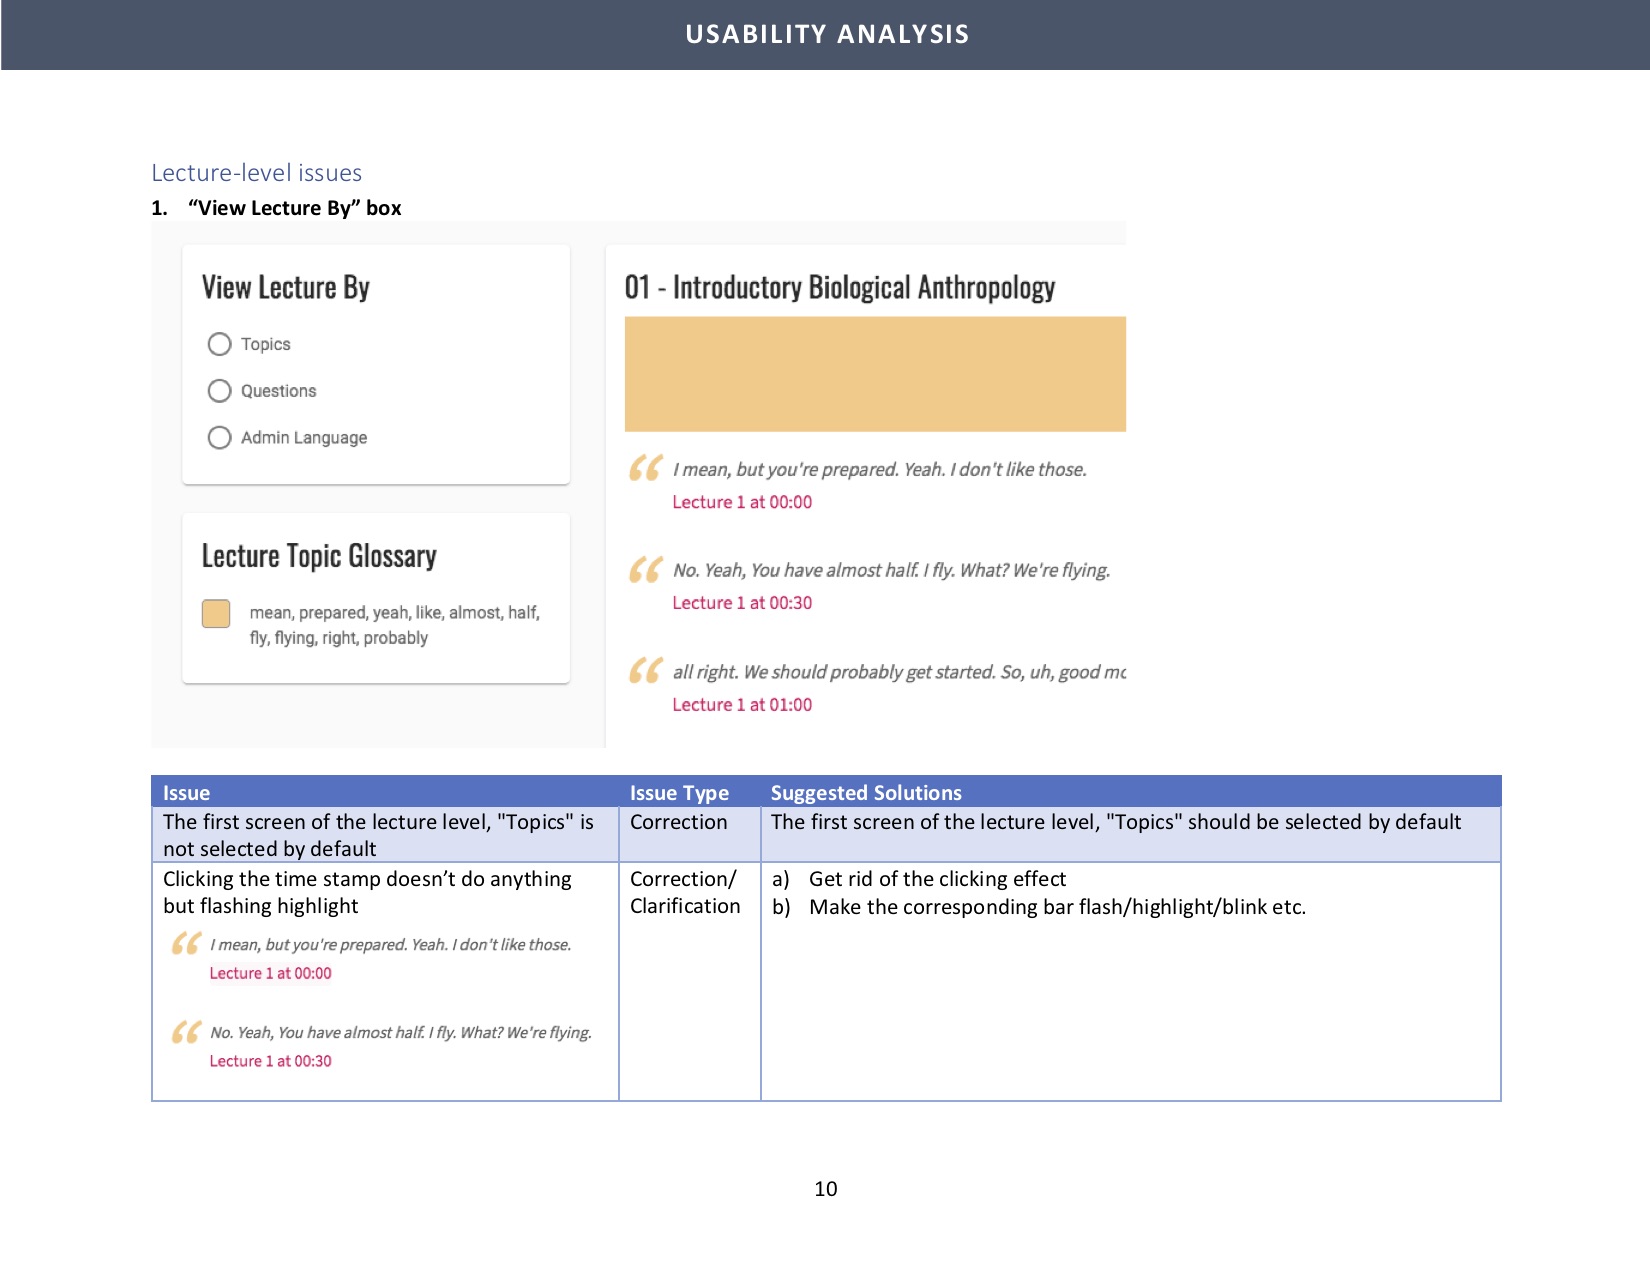 USABILITY ANALYSIS
Lecture-level issues
1. “View Lecture By” box
View Lecture By
Topics
Questions
Admin Language
Lecture Topic Glossary
mean, prepared, yeah, like, almost, half,
fly, flying, right, probably
01 - Introductory Biological Anthropology
“ I mean, but you're prepared. Yeah. I don't like those.
Lecture 1 at 00:00
“ No. Yeah, You have almost half. I fly. What? We're flying.
Lecture 1 at 00:30
“ all right. We should probably get started. So, uh, good
Lecture 1 at 01:00
Issue Issue Type Suggested Solutions
The first screen of the lecture level, "Topics" is
not selected by default
Correction
The first screen of the lecture level, "Topics" should be selected by default
Clicking the time stamp doesn’t do anything
but flashing highlight
“ I mean, but you're prepared. Yeah. I don't like those.
Lecture 1 at 00:00
“ No. Yeah, You have almost half. I fly. What? We're flying.
Lecture 1 at 00:30
Correction/
Clarification
a) Get rid of the clicking effect
b) Make the corresponding bar flash/highlight/blink etc.
10